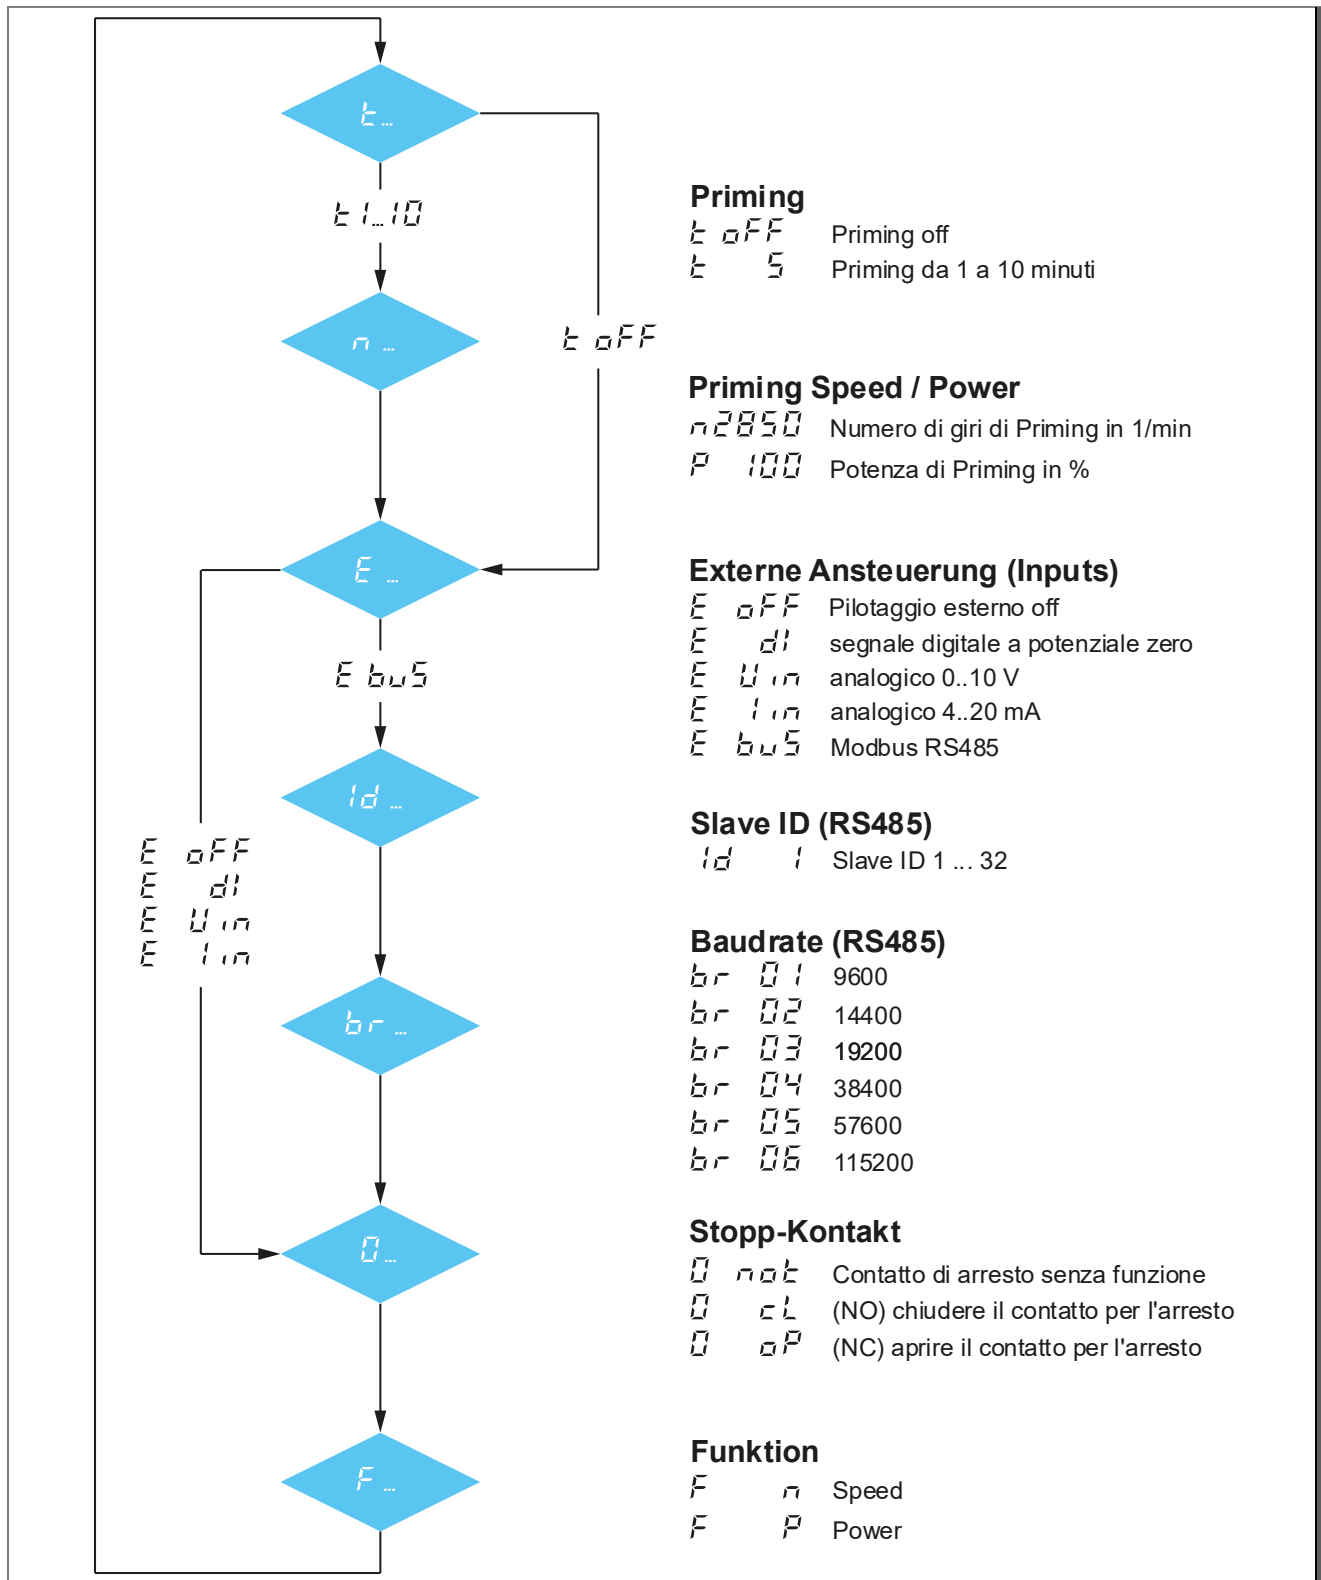 t...
t 1...10
n ...
t oFF
E ...
E buS
Id ...
E oFF
E dI
E U in
E I in
br ...
0...
F ...
Priming
t oFF Priming off
t 5 Priming da 1 a 10 minuti
Priming Speed / Power
n2850 Numero di giri di Priming in 1/min
P 100 Potenza di Priming in %
Externe Ansteuerung (Inputs)
E oFF Pilotaggio esterno off
E dI segnale digitale a potenziale zero
E U in analogico 0..10 V
E I in analogico 4..20 mA
E buS Modbus RS485
Slave ID (RS485)
Id 1 Slave ID 1 ... 32
Baudrate (RS485)
br 01 9600
br 02 14400
br 03 19200
br 04 38400
br 05 57600
br 06 115200
Stopp-Kontakt
0 not Contatto di arresto senza funzione
0 cL (NO) chiudere il contatto per l'arresto
0 oP (NC) aprire il contatto per l'arresto
Funktion
F n Speed
F P Power